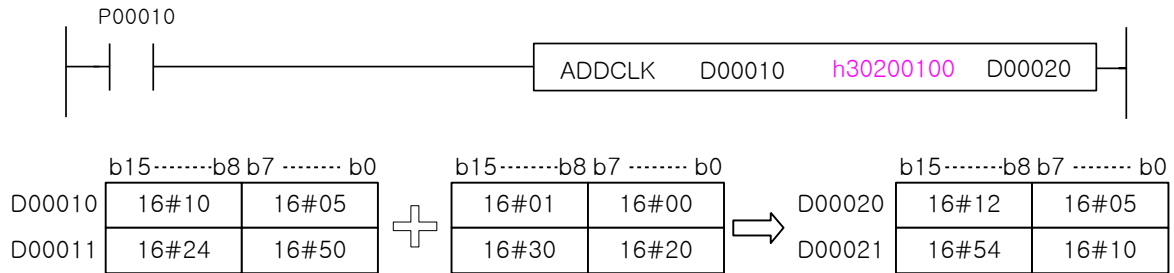 P00010
ADDCLK D00010 h30200100 D00020
b15-------b8 b7 ------- b0 b15-------b8 b7 ------- b0 b15-------b8 b7 ------- b0
D00010 16#10 16#05 16#01 16#00 D00020 16#12 16#05
D00011 16#24 16#50 16#30 16#20 D00021 16#54 16#10